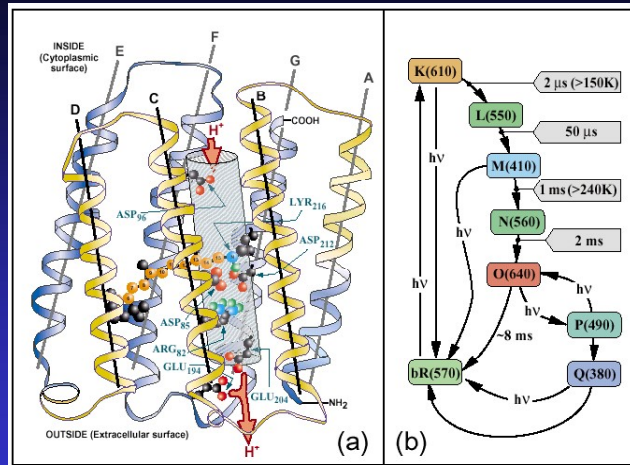 INSIDE
(Cytoplasmic
surface)
E
F
G
A
D
C
B
H+
COOH
ASP96
LYR216
ASP212
ASP85
ARG82
GLU194
GLU204
NH2
OUTSIDE (Extracellular surface)
H+
(a)
K(610)
2 μs (>150K)
L(550)
50 μs
hν
M(410)
1 ms (>240K)
hν
hν
N(560)
2 ms
O(640)
hν
hν
P(490)
~8 ms
bR(570)
Q(380)
hν
(b)